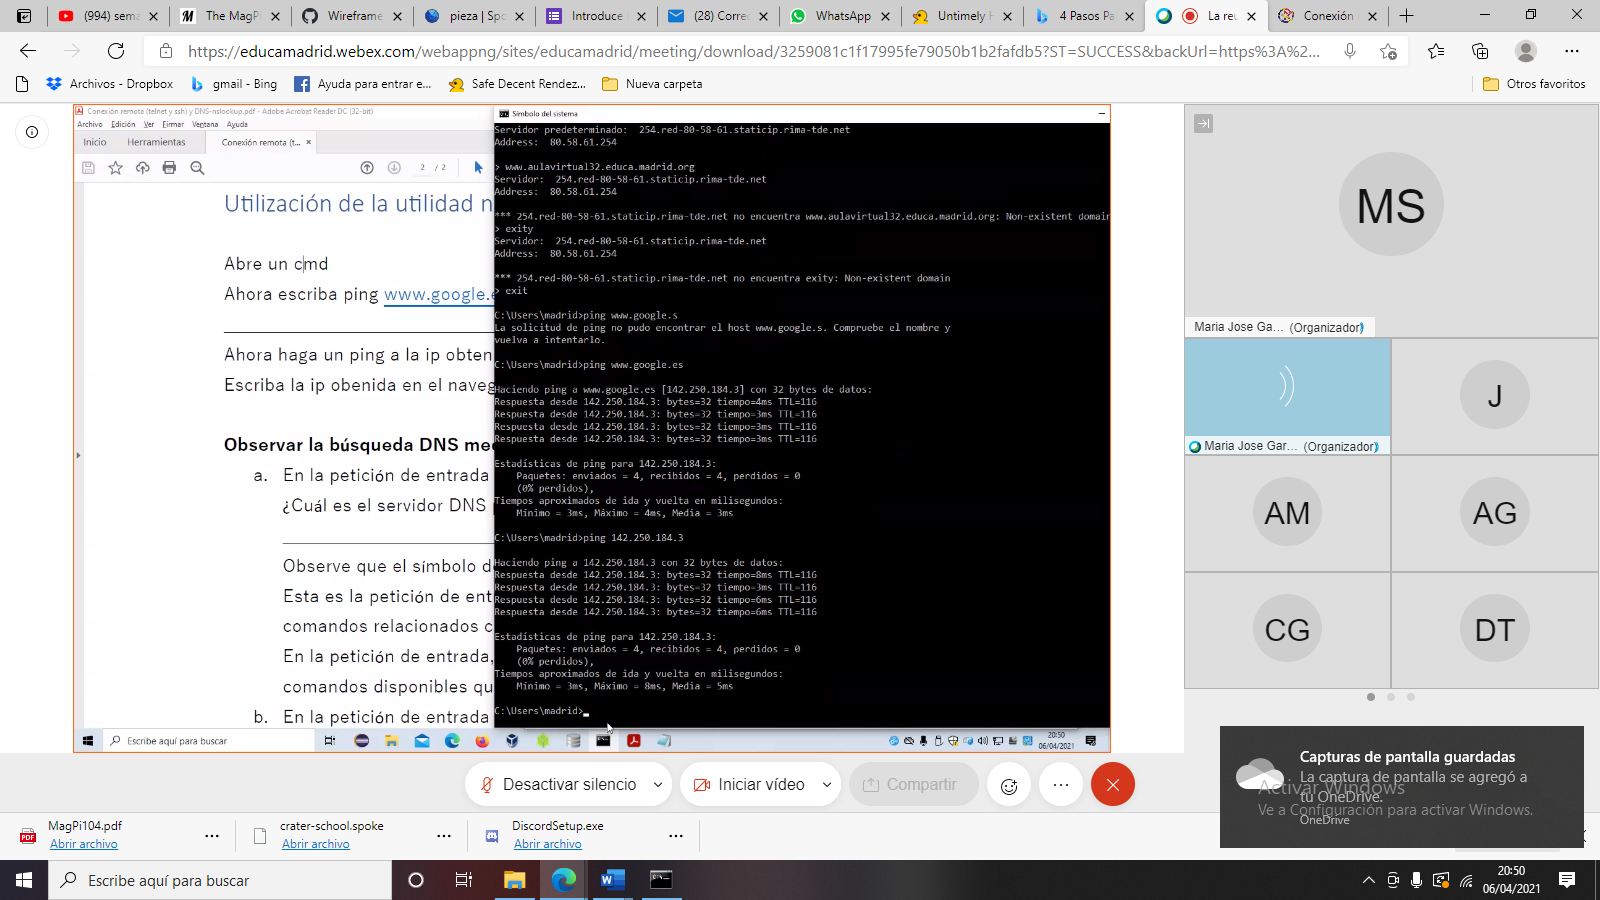 (994) sema
The MagPi
Wirefram
pieza | Spo
Introduce
(28) Corre
WhatsApp
Untimely H
4 Pasos Pa
La reu
Conexión
https://educamadrid.webex.com/webappng/sites/educamadrid/meeting/download/3259081c1f17995fe79050b1b2fafdb5?ST=SUCCESS&backUrl=https%3A%2...
Archivos - Dropbox
gmail - Bing
Ayuda para entrar e...
Safe Decent Rendez...
Nueva carpeta
Otros favoritos
Conexión remota (telnet y ssh) y DNS-nslookup.pdf - Adobe Acrobat Reader DC (32-bit)
Archivo Edición Ver Firmar Ventana Ayuda
Inicio Herramientas Conexión remota (t...
2 / 2
Utilización de la utilidad n
Abre un cmd
Ahora escriba ping www.google.e
Ahora haga un ping a la ip obten
Escriba la ip obenida en el naveg
Observar la búsqueda DNS me
a. En la petición de entrada
¿Cuál es el servidor DNS
Observe que el símbolo d
Esta es la petición de ent
comandos relacionados c
En la petición de entrada,
comandos disponibles qu
b. En la petición de entrada
Símbolo del sistema
Servidor predeterminado: 254.red-80-58-61.staticip.rima-tde.net
Address: 80.58.61.254
> www.aulavirtual32.educa.madrid.org
Servidor: 254.red-80-58-61.staticip.rima-tde.net
Address: 80.58.61.254
*** 254.red-80-58-61.staticip.rima-tde.net no encuentra www.aulavirtual32.educa.madrid.org: Non-existent domain
> exity
Servidor: 254.red-80-58-61.staticip.rima-tde.net
Address: 80.58.61.254
*** 254.red-80-58-61.staticip.rima-tde.net no encuentra exity: Non-existent domain
> exit
C:\Users\madrid>ping www.google.s
La solicitud de ping no pudo encontrar el host www.google.s. Compruebe el nombre y
vuelva a intentarlo.
C:\Users\madrid>ping www.google.es
Haciendo ping a www.google.es [142.250.184.3] con 32 bytes de datos:
Respuesta desde 142.250.184.3: bytes=32 tiempo=4ms TTL=116
Respuesta desde 142.250.184.3: bytes=32 tiempo=3ms TTL=116
Respuesta desde 142.250.184.3: bytes=32 tiempo=3ms TTL=116
Respuesta desde 142.250.184.3: bytes=32 tiempo=3ms TTL=116
Estadísticas de ping para 142.250.184.3:
Paquetes: enviados = 4, recibidos = 4, perdidos = 0
(0% perdidos),
Tiempos aproximados de ida y vuelta en milisegundos:
Mínimo = 3ms, Máximo = 4ms, Media = 3ms
C:\Users\madrid>ping 142.250.184.3
Haciendo ping a 142.250.184.3 con 32 bytes de datos:
Respuesta desde 142.250.184.3: bytes=32 tiempo=8ms TTL=116
Respuesta desde 142.250.184.3: bytes=32 tiempo=3ms TTL=116
Respuesta desde 142.250.184.3: bytes=32 tiempo=6ms TTL=116
Respuesta desde 142.250.184.3: bytes=32 tiempo=6ms TTL=116
Estadísticas de ping para 142.250.184.3:
Paquetes: enviados = 4, recibidos = 4, perdidos = 0
(0% perdidos),
Tiempos aproximados de ida y vuelta en milisegundos:
Mínimo = 3ms, Máximo = 8ms, Media = 5ms
C:\Users\madrid>_
Escribe aquí para buscar
20:50
06/04/2021
MS
Maria Jose Ga... (Organizador)
Maria Jose Gar... (Organizador)
J
AM
AG
CG
DT
Desactivar silencio
Iniciar vídeo
Compartir
Capturas de pantalla guardadas
La captura de pantalla se agregó a
tu OneDrive.
OneDrive
Activar Windows
Ve a Configuración para activar Windows.
MagPi104.pdf
Abrir archivo
crater-school.spoke
Abrir archivo
DiscordSetup.exe
Abrir archivo
Escribe aquí para buscar
20:50
06/04/2021